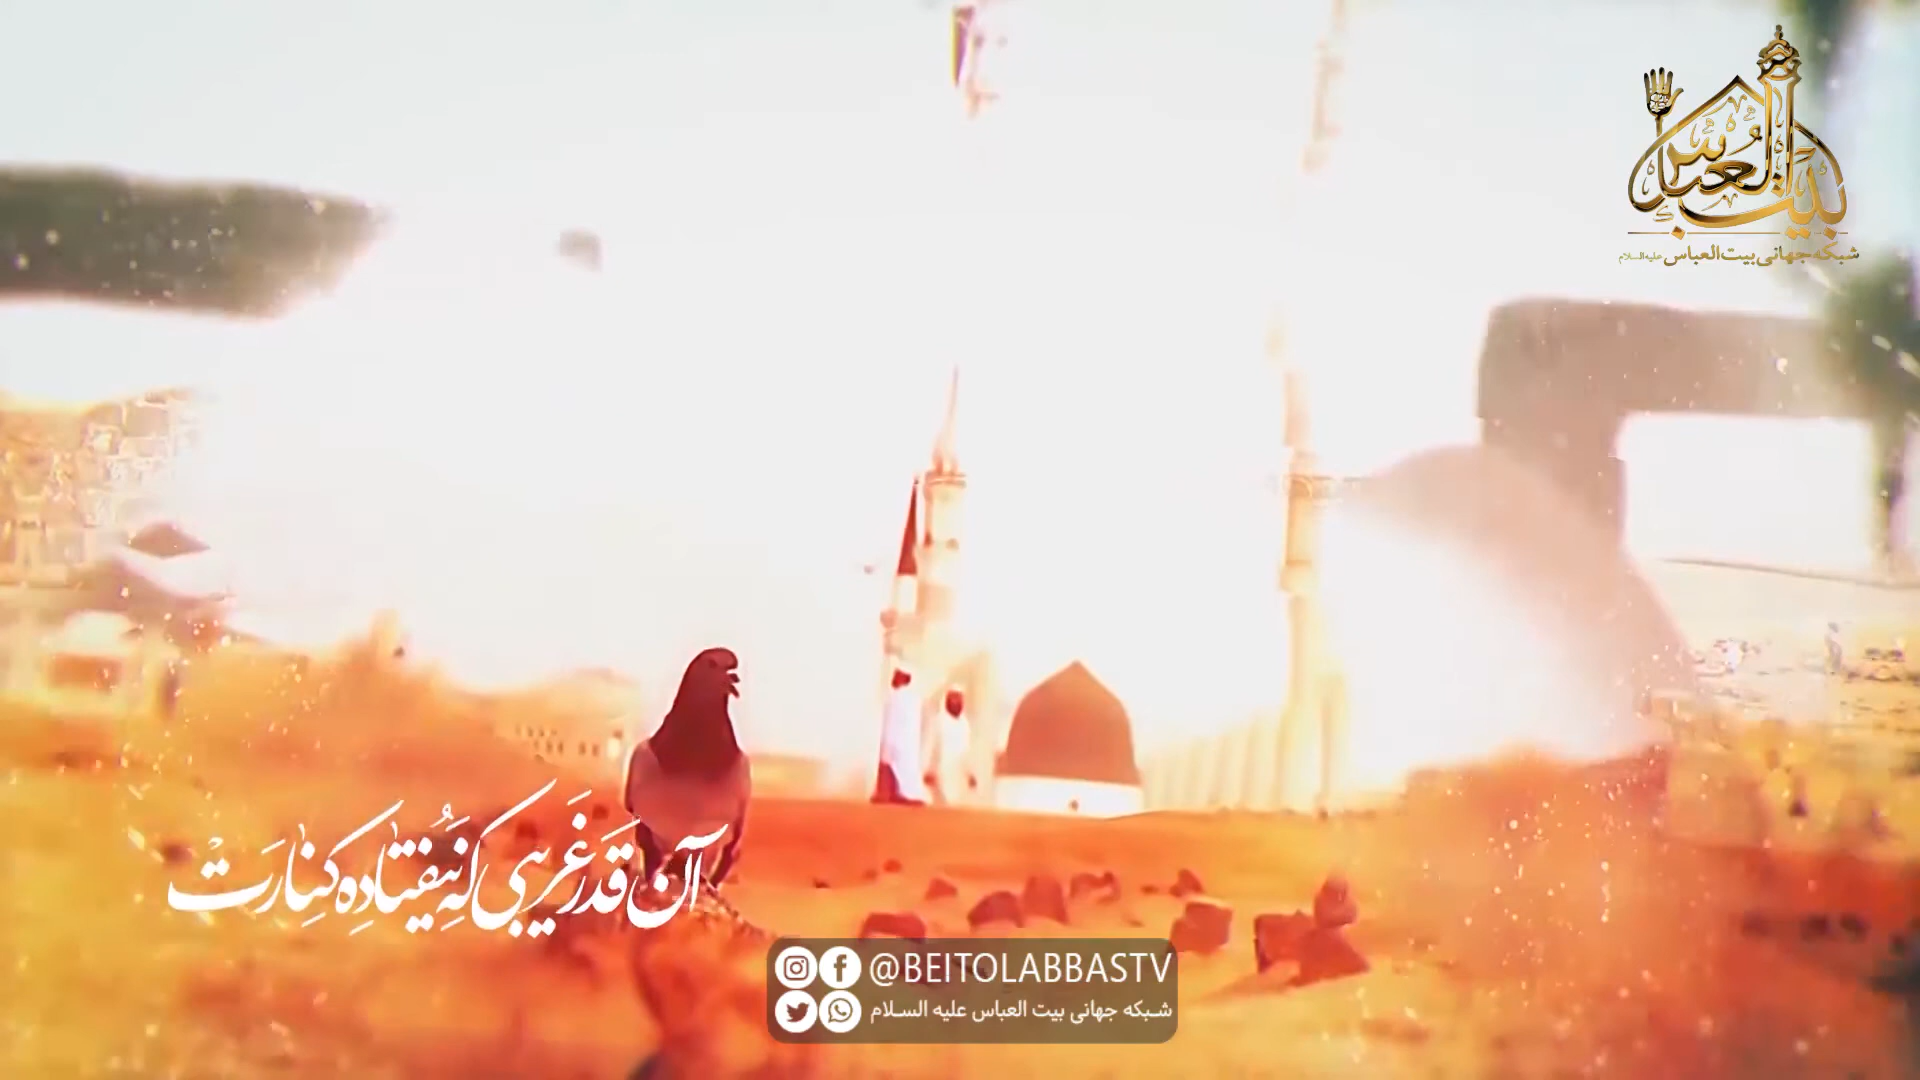 بیت العباس
شبکه جهانی بیت العباس علیه السلام
آن قدر غریبی که نیفتاده کنارت
@BEITOLABBASTV
شبکه جهانی بیت العباس علیه السلام